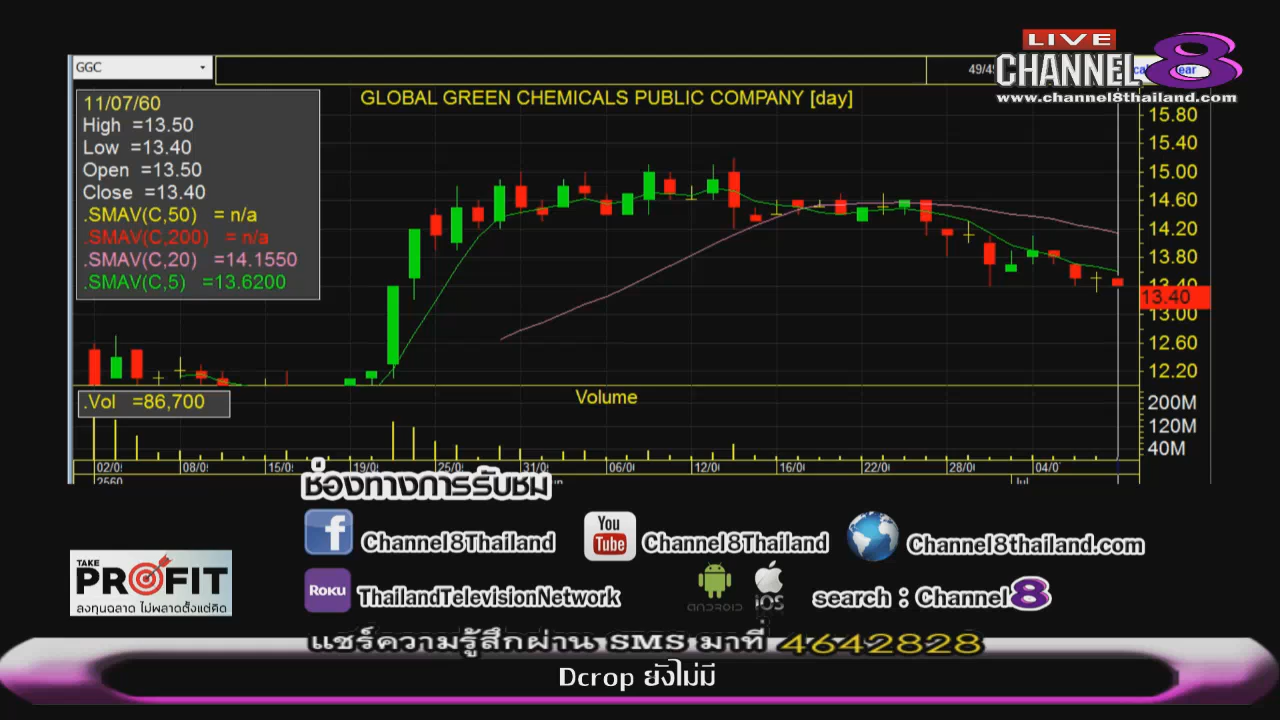 LIVE
CHANNEL 8
www.channel8thailand.com
GGC
GLOBAL GREEN CHEMICALS PUBLIC COMPANY [day]
11/07/60
High =13.50
Low =13.40
Open =13.50
Close =13.40
.SMAV(C,50) = n/a
.SMAV(C,200) = n/a
.SMAV(C,20) =14.1550
.SMAV(C,5) =13.6200
15.80
15.40
15.00
14.60
14.20
13.80
13.40
13.40
13.00
12.60
12.20
.Vol =86,700
Volume
200M
120M
40M
02/0 08/0 15/0 19/0 25/0 31/0 06/0 12/0 16/0 22/0 28/0 04/0
2560
Jul
ช่องทางการรับชม
f Channel8Thailand You Tube Channel8Thailand Channel8thailand.com
ROKU ThailandTelevisionNetwork ANDROID iOS search : Channel8
TAKE
PROFIT
ลงทุนฉลาด ไม่พลาดตั้งแต่คิด
แชร์ความรู้สึกผ่าน SMS มาที่ 4642828
Dcrop ยังไม่มี